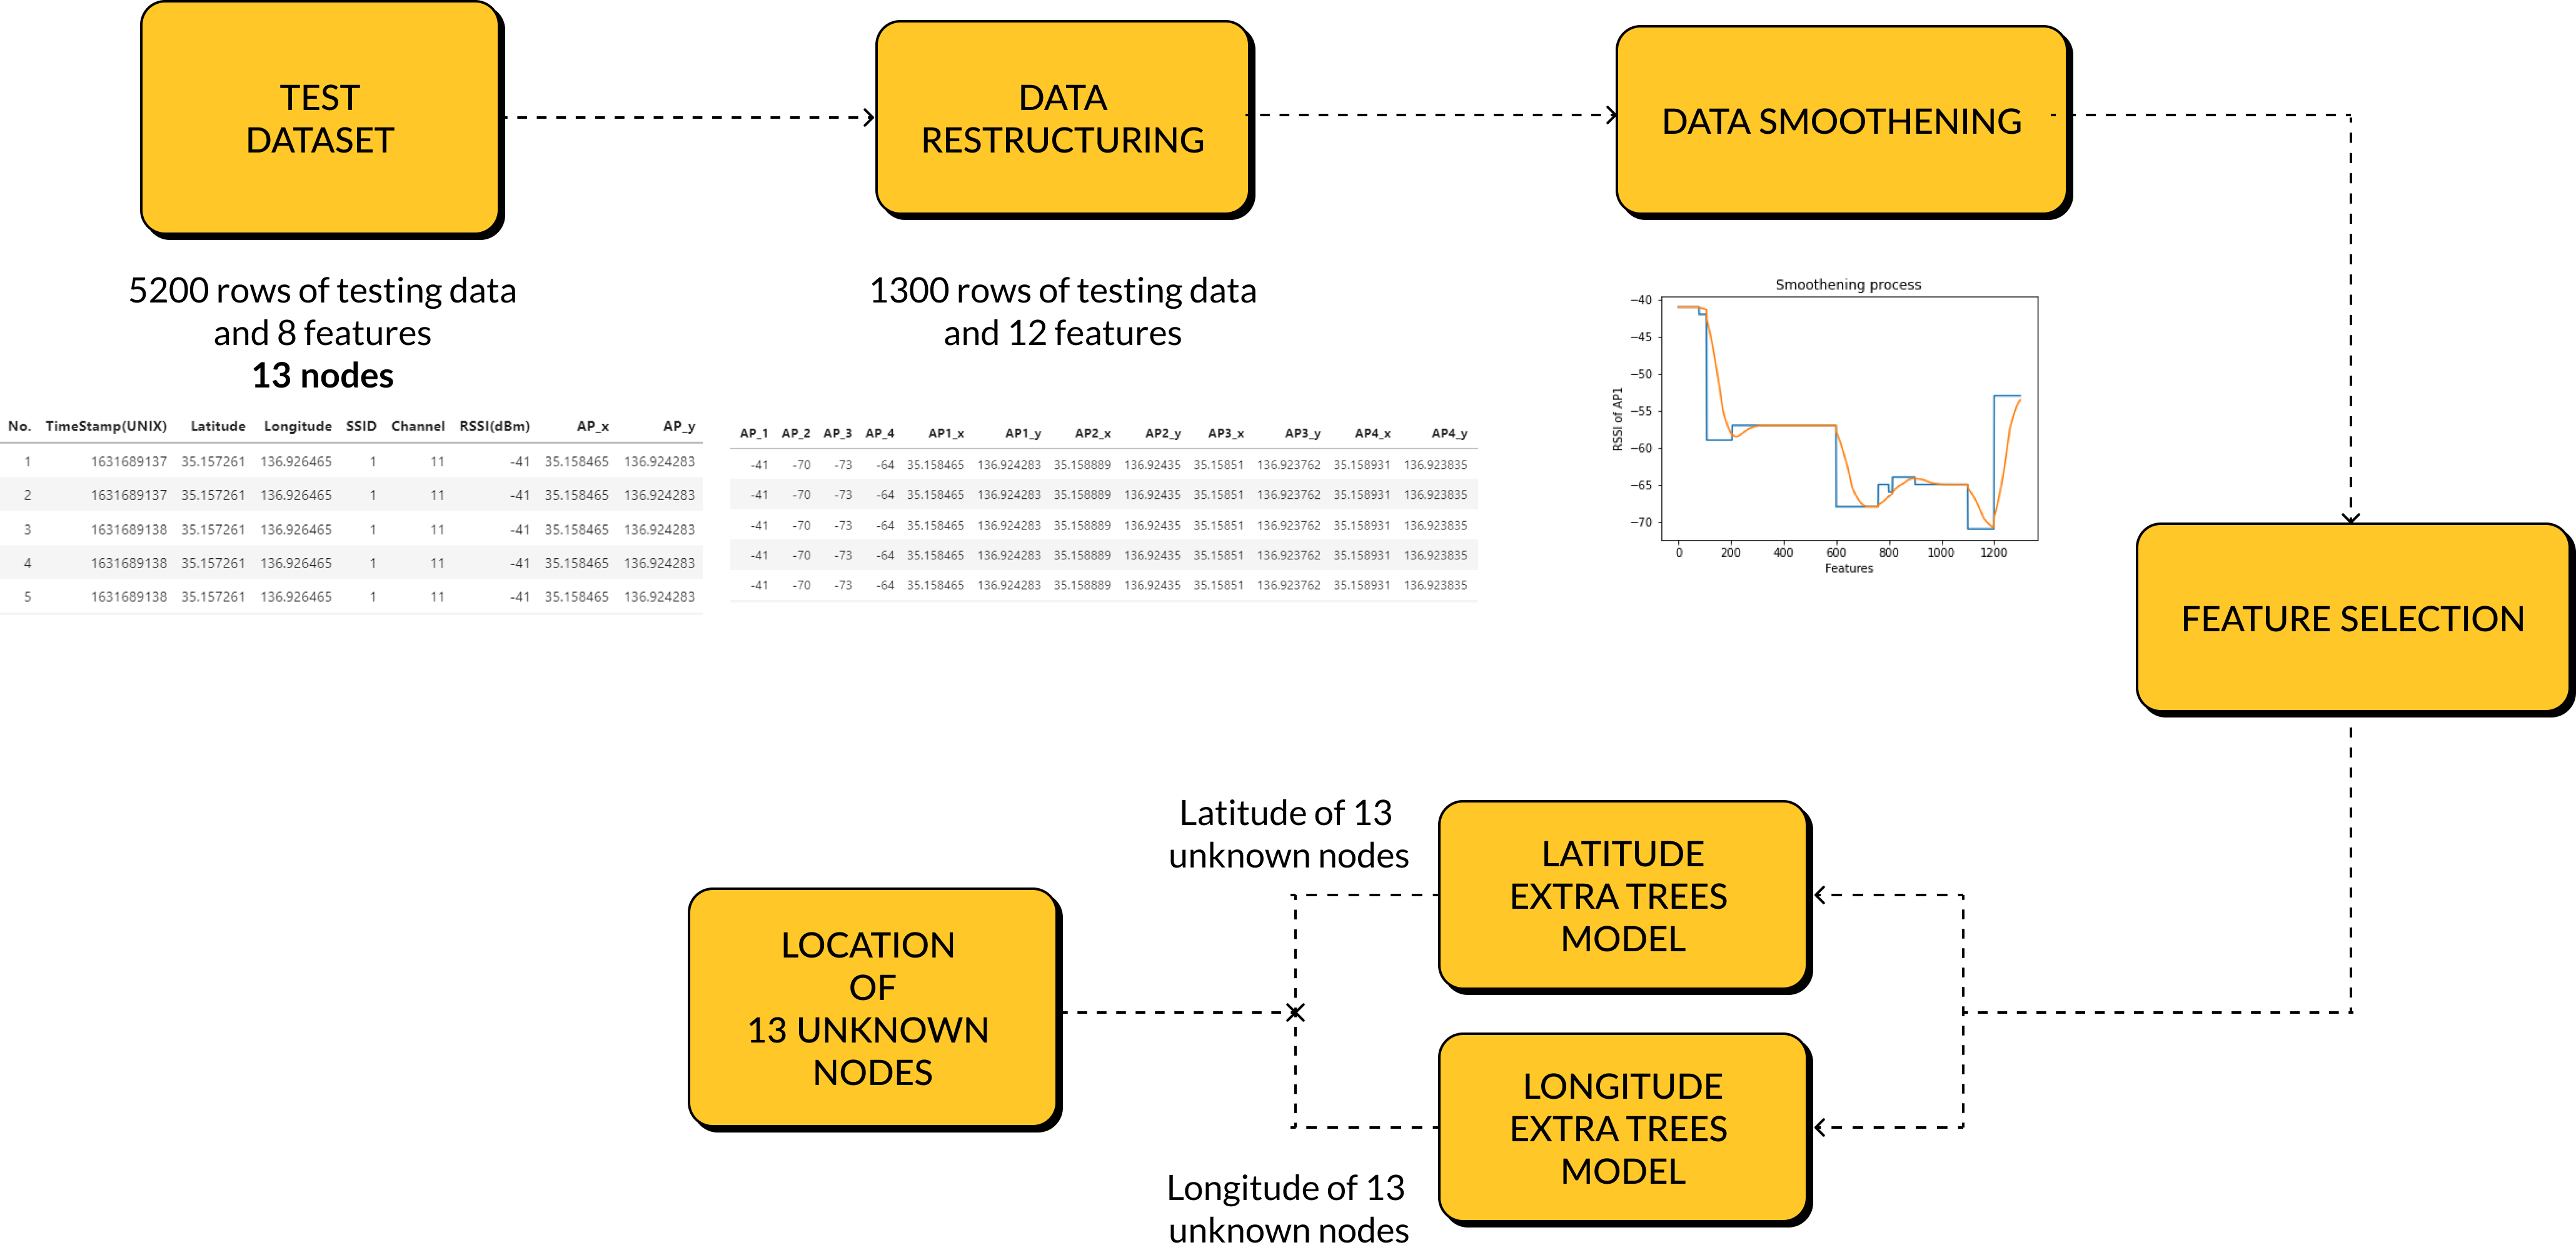 TEST
DATASET
DATA
RESTRUCTURING
DATA SMOOTHENING
5200 rows of testing data
and 8 features
13 nodes
1300 rows of testing data
and 12 features
No. TimeStamp(UNIX) Latitude Longitude SSID Channel RSSI(dBm) AP_x AP_y
1 1631689137 35.157261 136.926465 1 11 -41 35.158465 136.924283
2 1631689137 35.157261 136.926465 1 11 -41 35.158465 136.924283
3 1631689138 35.157261 136.926465 1 11 -41 35.158465 136.924283
4 1631689138 35.157261 136.926465 1 11 -41 35.158465 136.924283
5 1631689138 35.157261 136.926465 1 11 -41 35.158465 136.924283
AP_1 AP_2 AP_3 AP_4 AP1_x AP1_y AP2_x AP2_y AP3_x AP3_y AP4_x AP4_y
-41 -70 -73 -64 35.158465 136.924283 35.158889 136.92435 35.15851 136.923762 35.158931 136.923835
-41 -70 -73 -64 35.158465 136.924283 35.158889 136.92435 35.15851 136.923762 35.158931 136.923835
-41 -70 -73 -64 35.158465 136.924283 35.158889 136.92435 35.15851 136.923762 35.158931 136.923835
-41 -70 -73 -64 35.158465 136.924283 35.158889 136.92435 35.15851 136.923762 35.158931 136.923835
-41 -70 -73 -64 35.158465 136.924283 35.158889 136.92435 35.15851 136.923762 35.158931 136.923835
Smoothening process
RSSI of AP1
−40
−45
−50
−55
−60
−65
−70
0 200 400 600 800 1000 1200
Features
FEATURE SELECTION
LATITUDE
EXTRA TREES
MODEL
LONGITUDE
EXTRA TREES
MODEL
Latitude of 13
unknown nodes
Longitude of 13
unknown nodes
LOCATION
OF
13 UNKNOWN
NODES